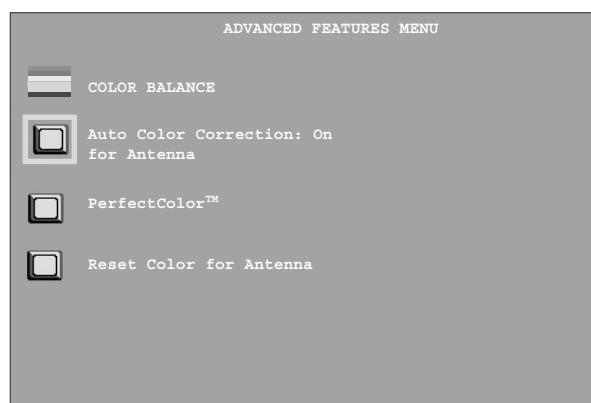 ADVANCED FEATURES MENU
COLOR BALANCE
Auto Color Correction: On
for Antenna
PerfectColor™
Reset Color for Antenna